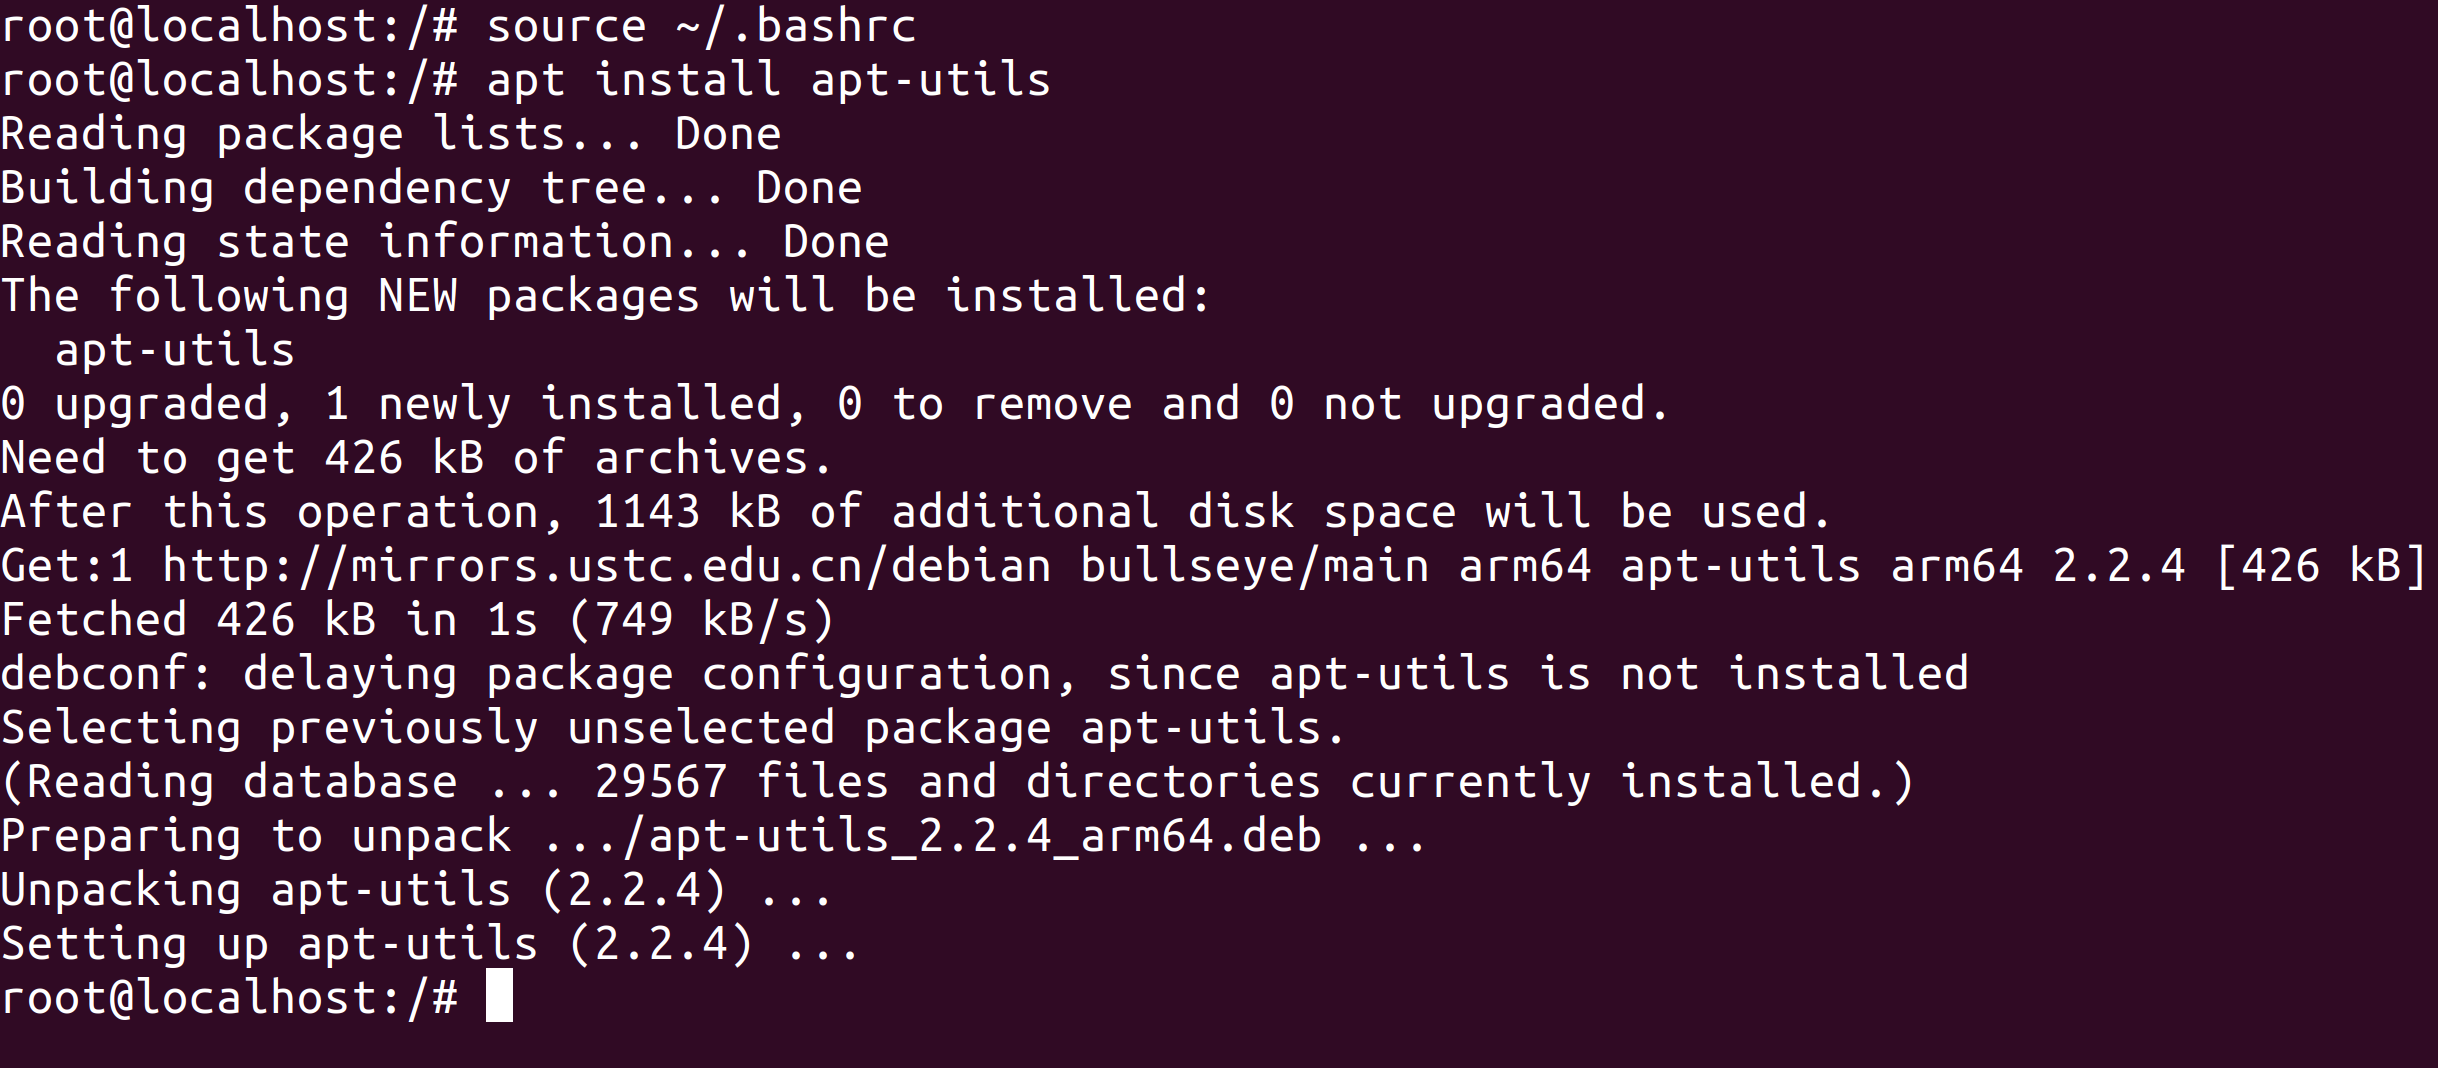 root@localhost:/# source ~/.bashrc
root@localhost:/# apt install apt-utils
Reading package lists... Done
Building dependency tree... Done
Reading state information... Done
The following NEW packages will be installed:
  apt-utils
0 upgraded, 1 newly installed, 0 to remove and 0 not upgraded.
Need to get 426 kB of archives.
After this operation, 1143 kB of additional disk space will be used.
Get:1 http://mirrors.ustc.edu.cn/debian bullseye/main arm64 apt-utils arm64 2.2.4 [426 kB]
Fetched 426 kB in 1s (749 kB/s)
debconf: delaying package configuration, since apt-utils is not installed
Selecting previously unselected package apt-utils.
(Reading database ... 29567 files and directories currently installed.)
Preparing to unpack .../apt-utils_2.2.4_arm64.deb ...
Unpacking apt-utils (2.2.4) ...
Setting up apt-utils (2.2.4) ...
root@localhost:/#